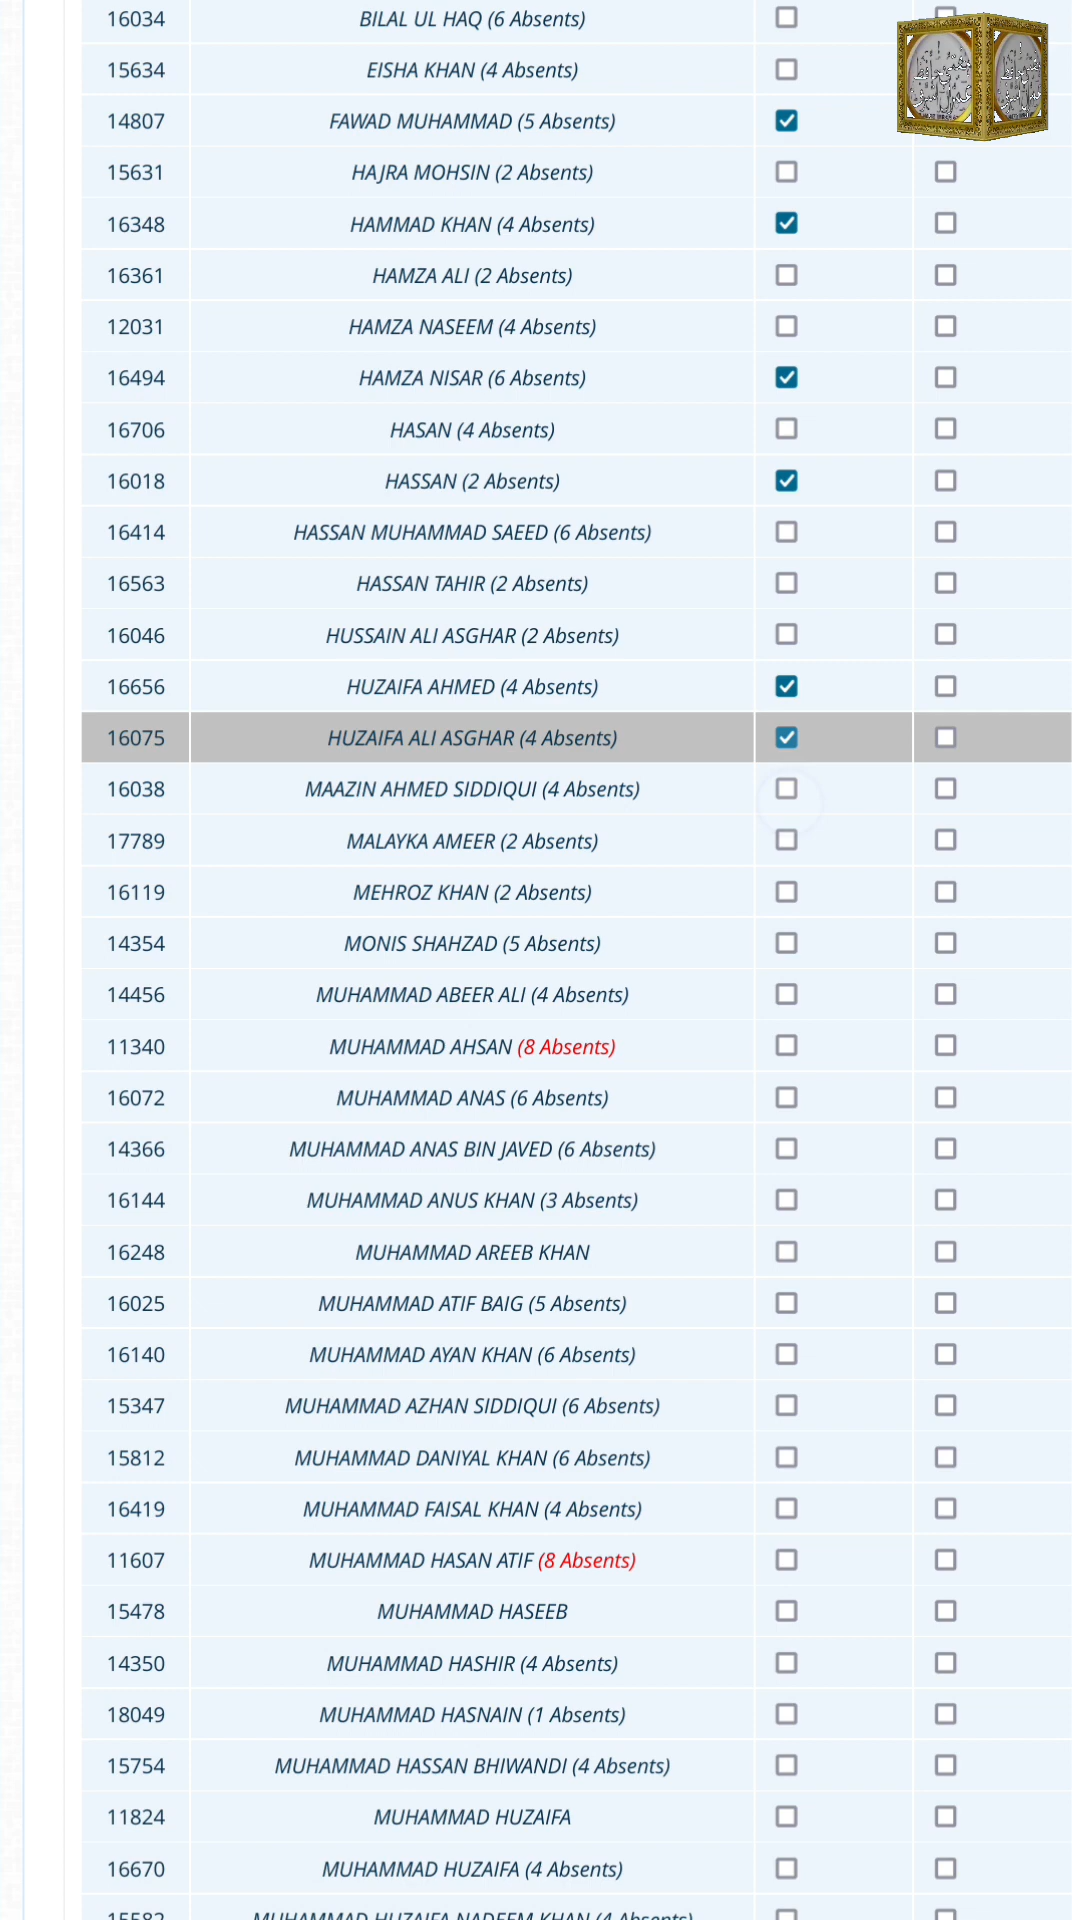 16034 BILAL UL HAQ (6 Absents)
15634 EISHA KHAN (4 Absents)
14807 FAWAD MUHAMMAD (5 Absents)
15631 HAJRA MOHSIN (2 Absents)
16348 HAMMAD KHAN (4 Absents)
16361 HAMZA ALI (2 Absents)
12031 HAMZA NASEEM (4 Absents)
16494 HAMZA NISAR (6 Absents)
16706 HASAN (4 Absents)
16018 HASSAN (2 Absents)
16414 HASSAN MUHAMMAD SAEED (6 Absents)
16563 HASSAN TAHIR (2 Absents)
16046 HUSSAIN ALI ASGHAR (2 Absents)
16656 HUZAIFA AHMED (4 Absents)
16075 HUZAIFA ALI ASGHAR (4 Absents)
16038 MAAZIN AHMED SIDDIQUI (4 Absents)
17789 MALAYKA AMEER (2 Absents)
16119 MEHROZ KHAN (2 Absents)
14354 MONIS SHAHZAD (5 Absents)
14456 MUHAMMAD ABEER ALI (4 Absents)
11340 MUHAMMAD AHSAN (8 Absents)
16072 MUHAMMAD ANAS (6 Absents)
14366 MUHAMMAD ANAS BIN JAVED (6 Absents)
16144 MUHAMMAD ANUS KHAN (3 Absents)
16248 MUHAMMAD AREEB KHAN
16025 MUHAMMAD ATIF BAIG (5 Absents)
16140 MUHAMMAD AYAN KHAN (6 Absents)
15347 MUHAMMAD AZHAN SIDDIQUI (6 Absents)
15812 MUHAMMAD DANIYAL KHAN (6 Absents)
16419 MUHAMMAD FAISAL KHAN (4 Absents)
11607 MUHAMMAD HASAN ATIF (8 Absents)
15478 MUHAMMAD HASEEB
14350 MUHAMMAD HASHIR (4 Absents)
18049 MUHAMMAD HASNAIN (1 Absents)
15754 MUHAMMAD HASSAN BHIWANDI (4 Absents)
11824 MUHAMMAD HUZAIFA
16670 MUHAMMAD HUZAIFA (4 Absents)
15582 MUHAMMAD HUZAIFA NADEEM KHAN (4 Absents)